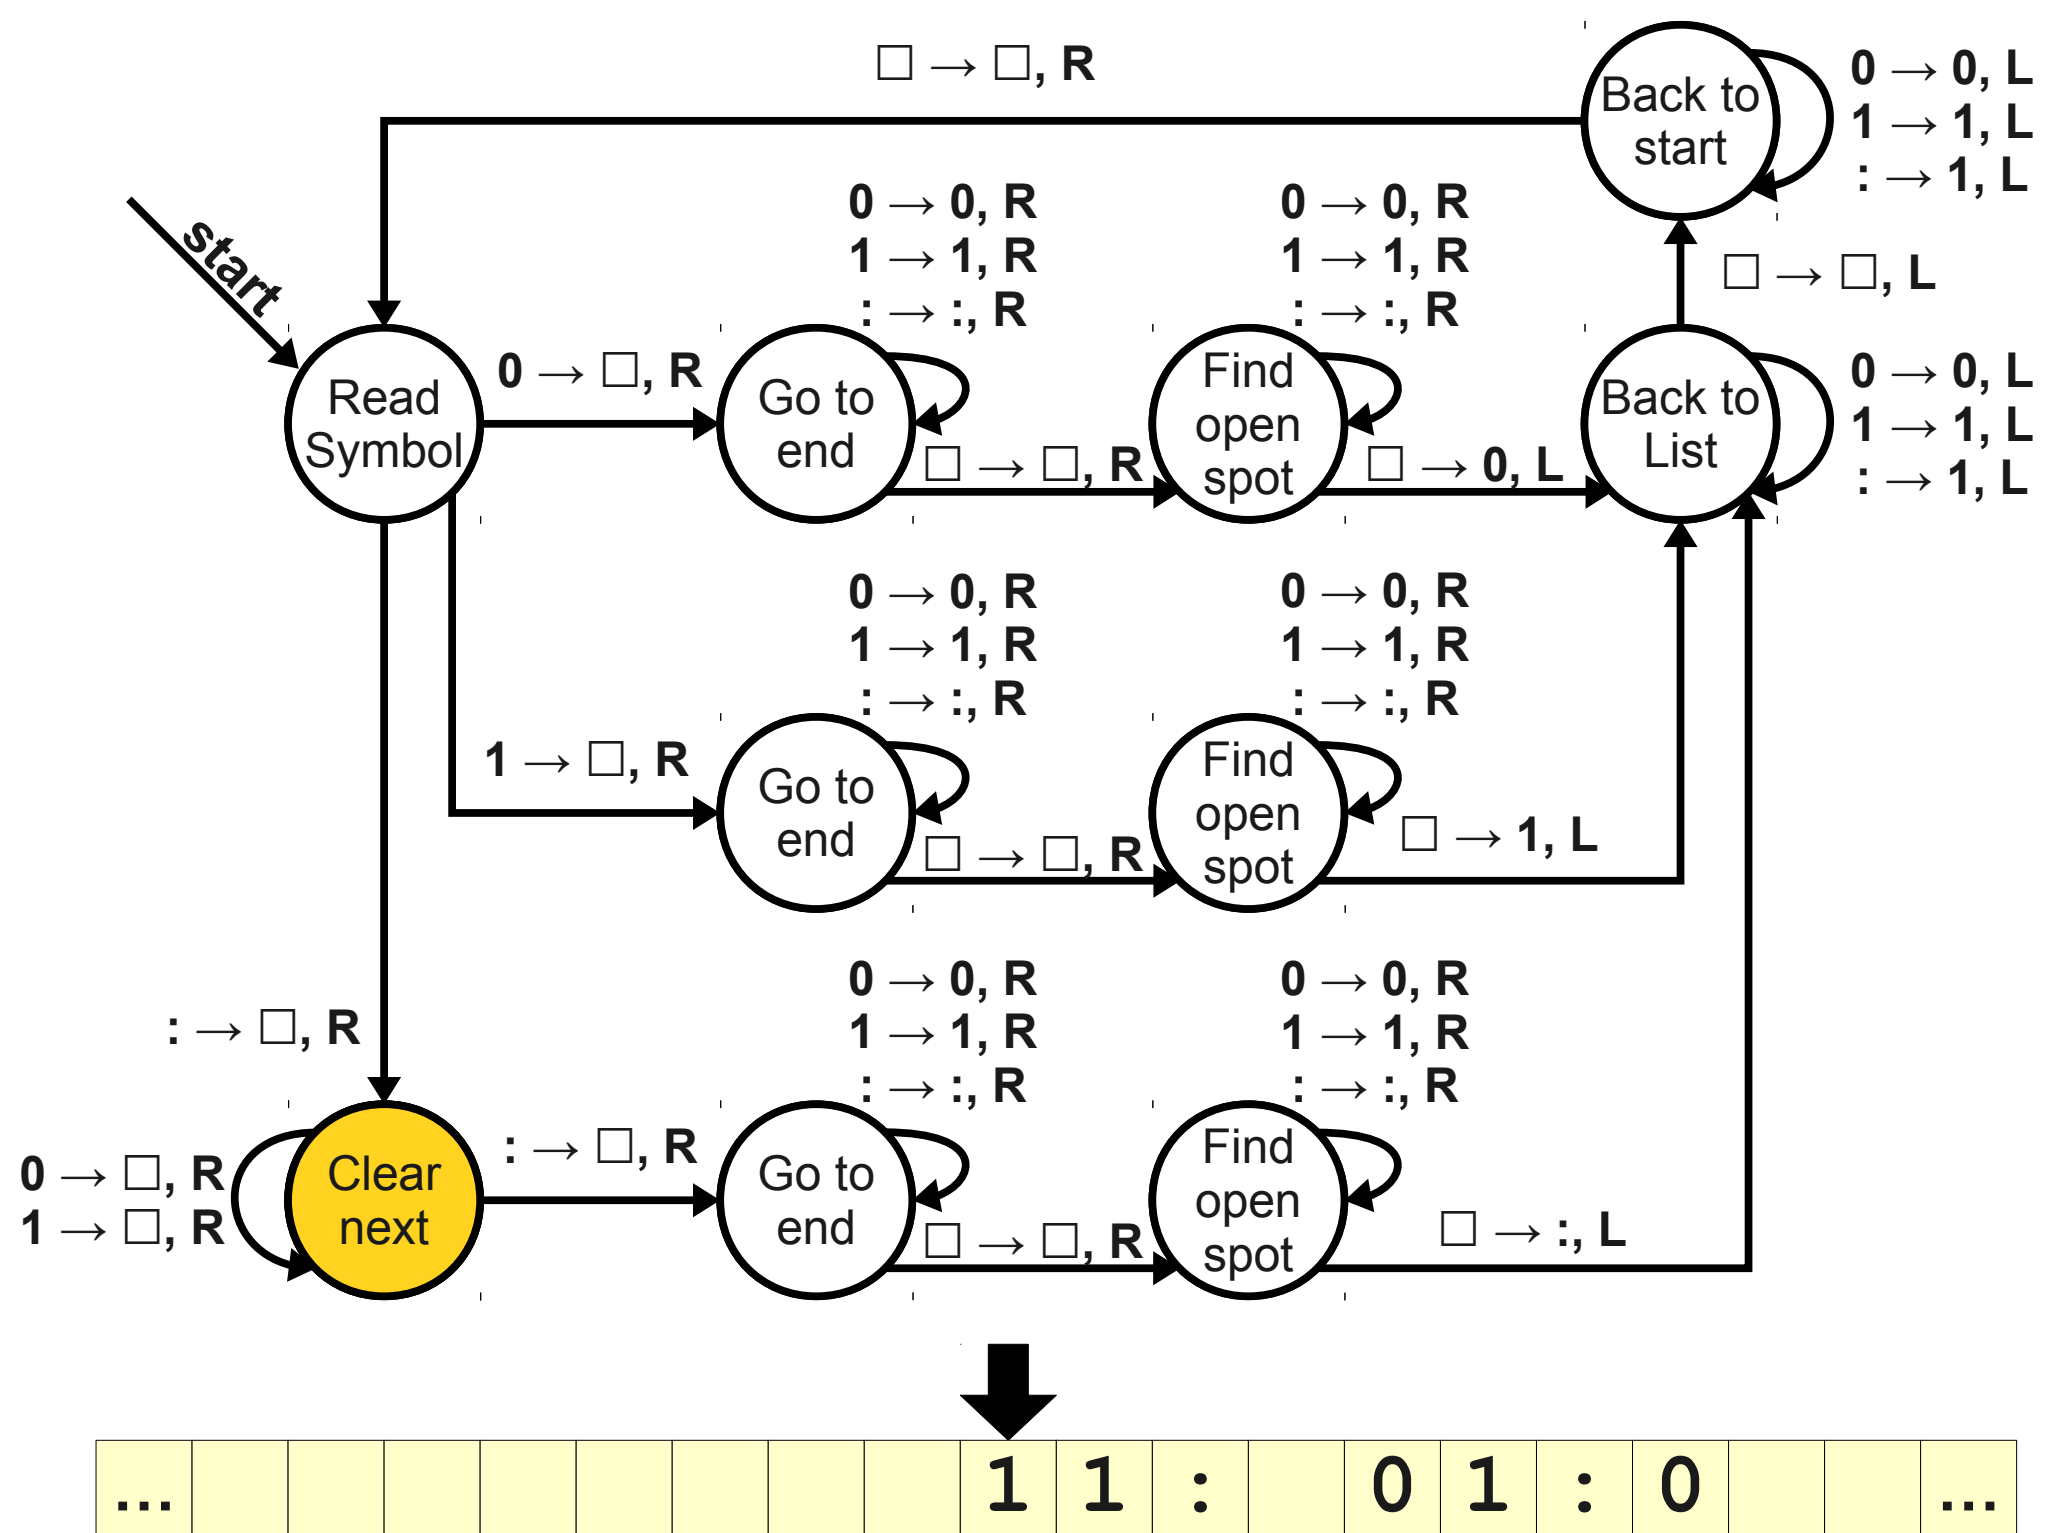 □ → □, R
Back to
start
0 → 0, L
1 → 1, L
: → 1, L
start
0 → 0, R
1 → 1, R
: → :, R
0 → 0, R
1 → 1, R
: → :, R
□ → □, L
Read
Symbol
0 → □, R
Go to
end
□ → □, R
Find
open
spot
□ → 0, L
Back to
List
0 → 0, L
1 → 1, L
: → 1, L
0 → 0, R
1 → 1, R
: → :, R
0 → 0, R
1 → 1, R
: → :, R
1 → □, R
Go to
end
□ → □, R
Find
open
spot
□ → 1, L
0 → 0, R
1 → 1, R
: → :, R
0 → 0, R
1 → 1, R
: → :, R
: → □, R
0 → □, R
1 → □, R
Clear
next
: → □, R
Go to
end
□ → □, R
Find
open
spot
□ → :, L
... 1 1 : 0 1 : 0 ...